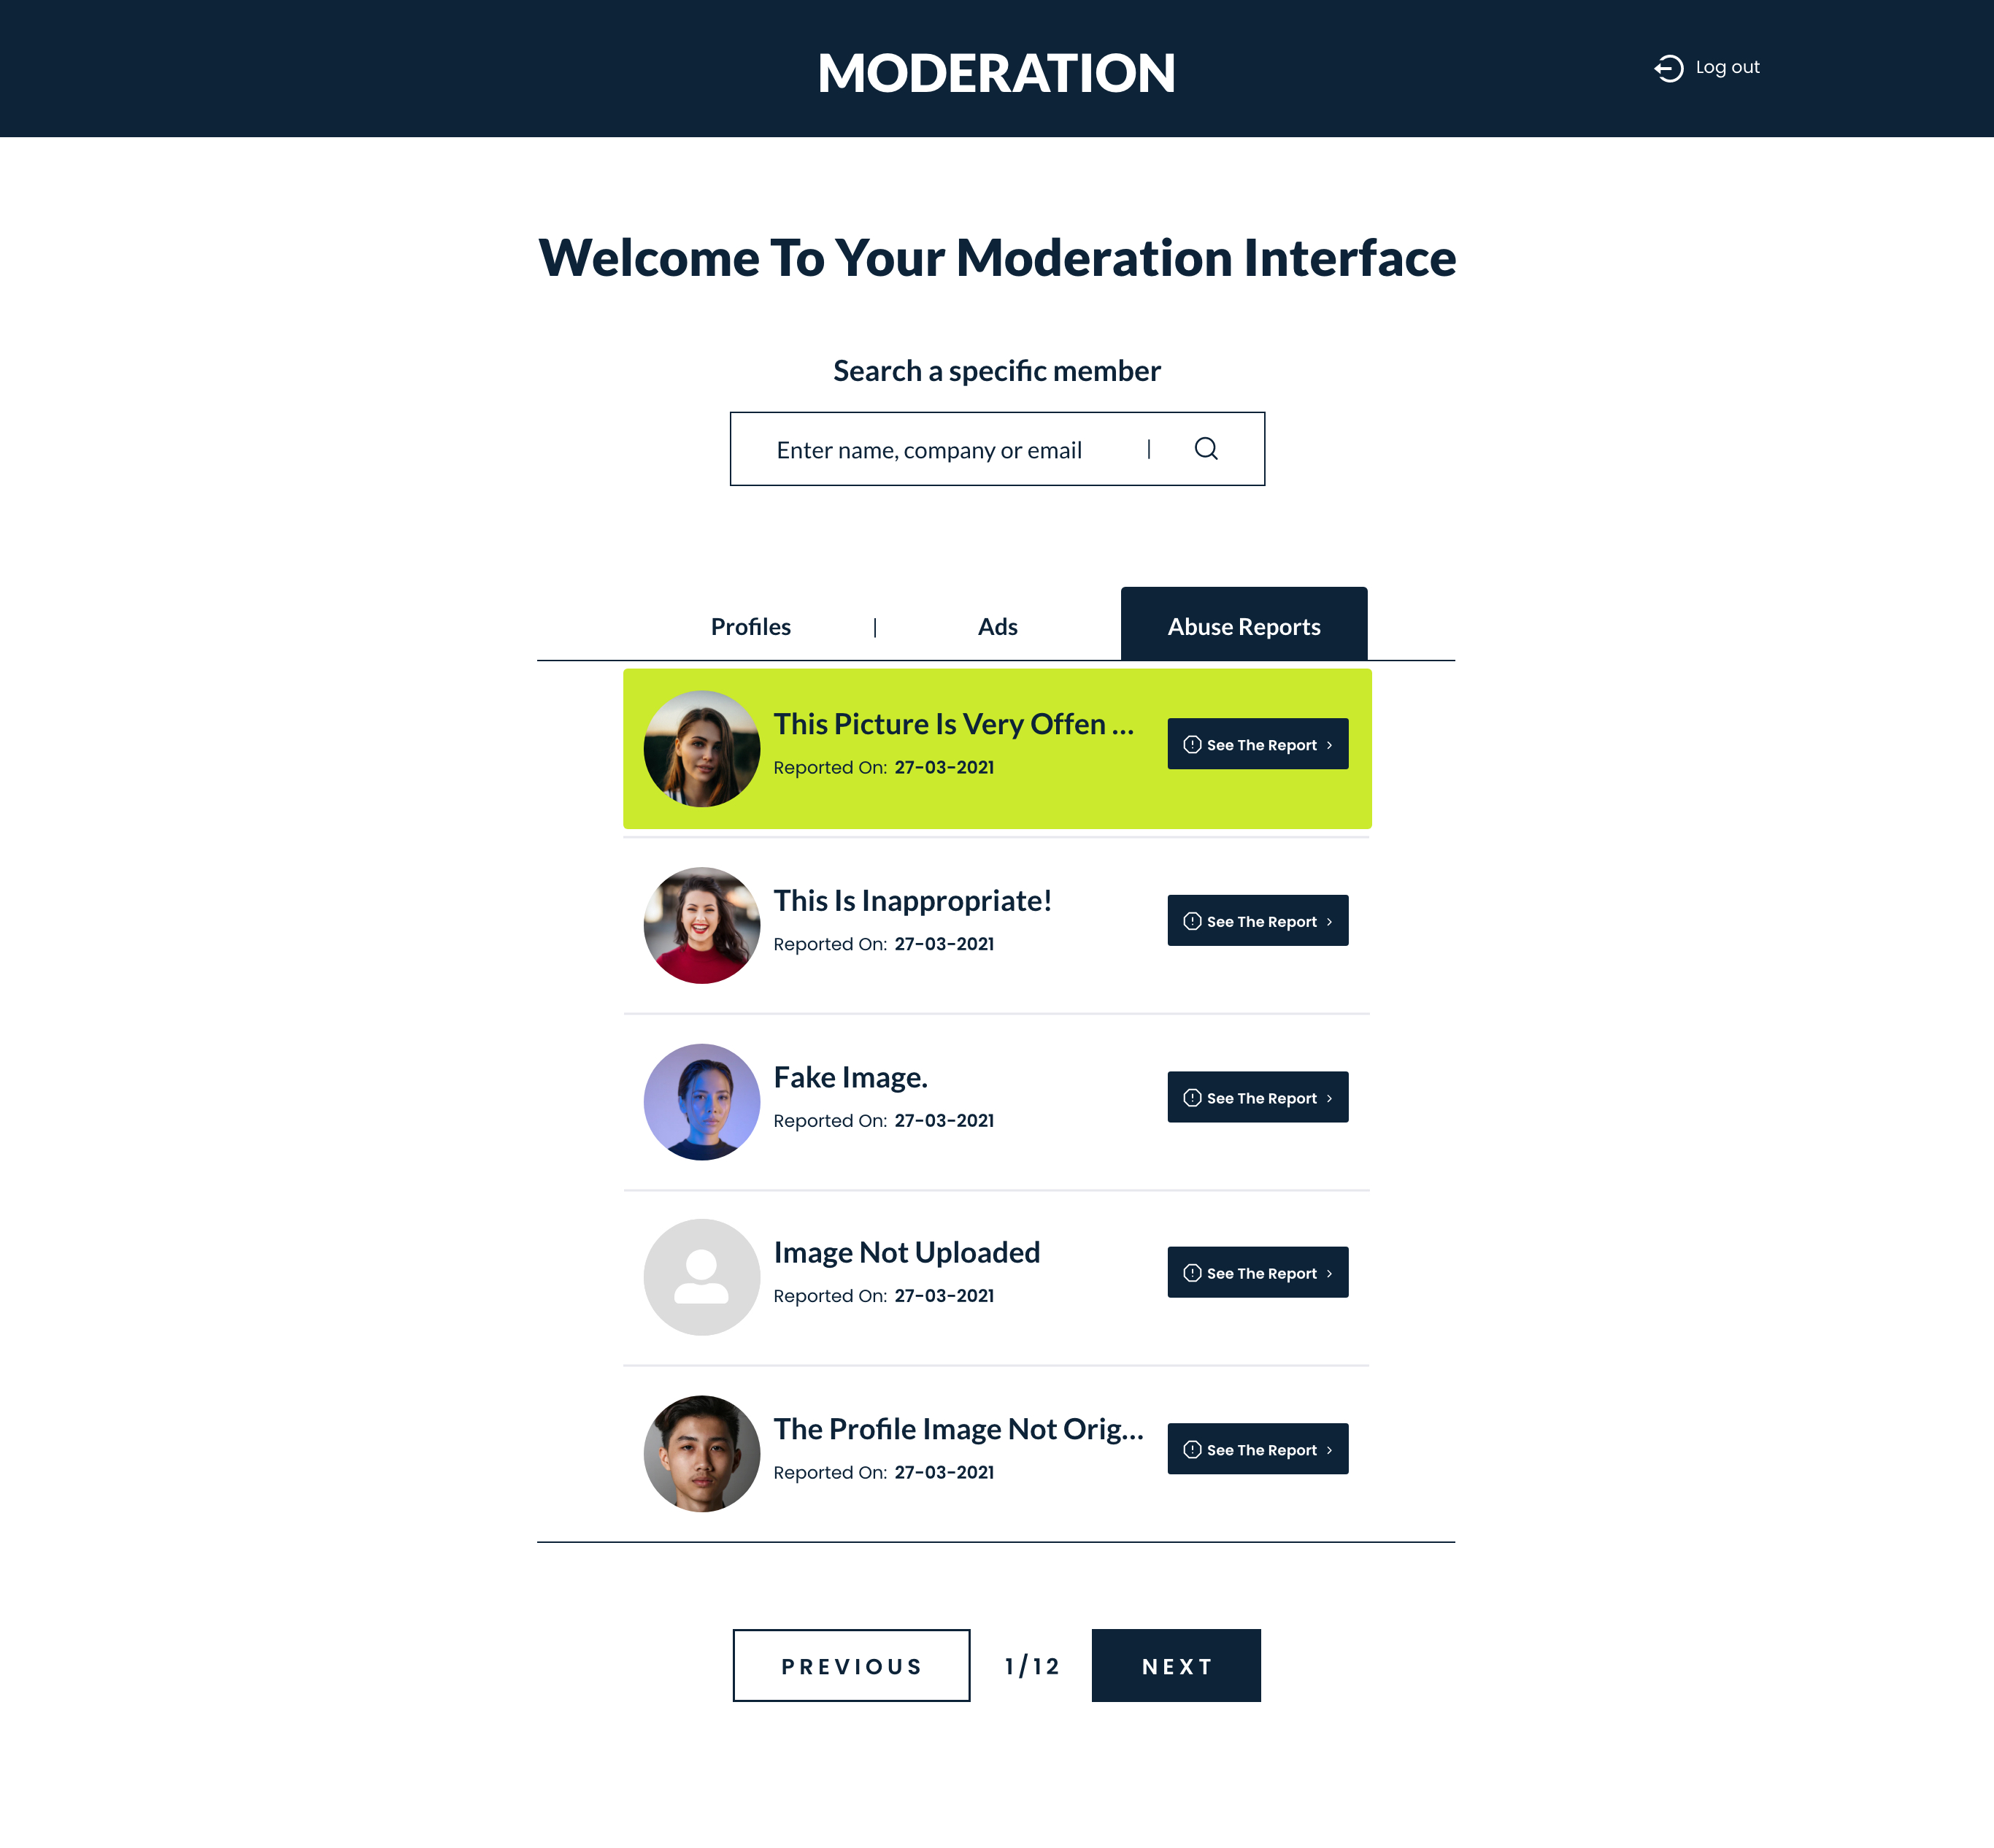 MODERATION
Log out
Welcome To Your Moderation Interface
Search a specific member
Enter name, company or email |
Profiles | Ads Abuse Reports
This Picture Is Very Offen ...
Reported On: 27-03-2021
See The Report >
This Is Inappropriate!
Reported On: 27-03-2021
See The Report >
Fake Image.
Reported On: 27-03-2021
See The Report >
Image Not Uploaded
Reported On: 27-03-2021
See The Report >
The Profile Image Not Orig...
Reported On: 27-03-2021
See The Report >
PREVIOUS 1/12 NEXT